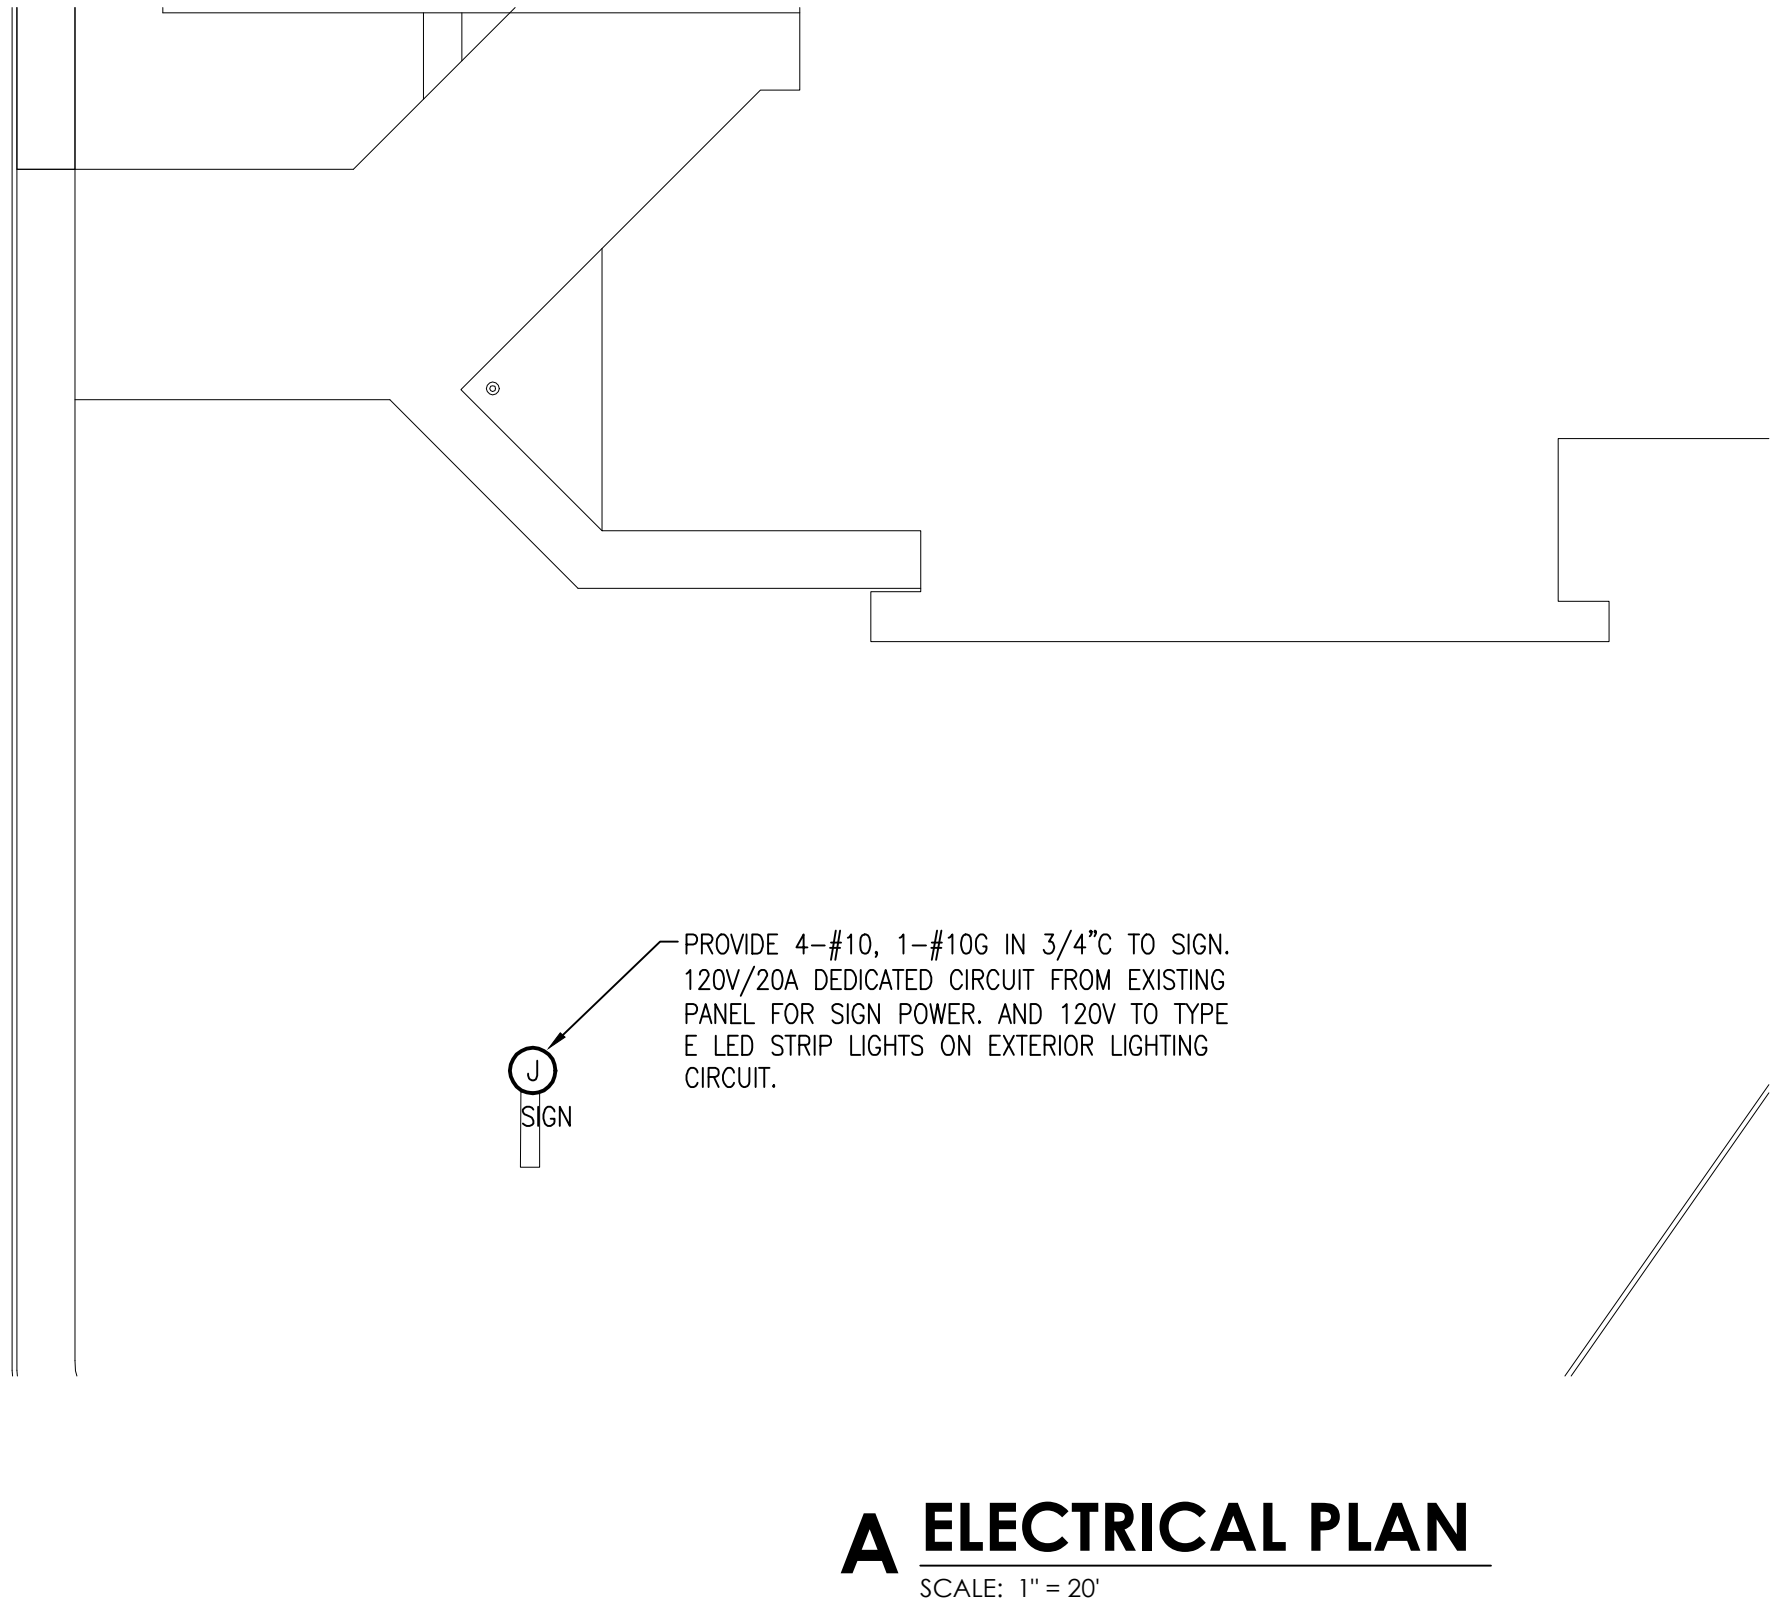 PROVIDE 4-#10, 1-#10G IN 3/4”C TO SIGN.
120V/20A DEDICATED CIRCUIT FROM EXISTING
PANEL FOR SIGN POWER. AND 120V TO TYPE
E LED STRIP LIGHTS ON EXTERIOR LIGHTING
CIRCUIT.
J
SIGN
A ELECTRICAL PLAN
SCALE: 1" = 20'